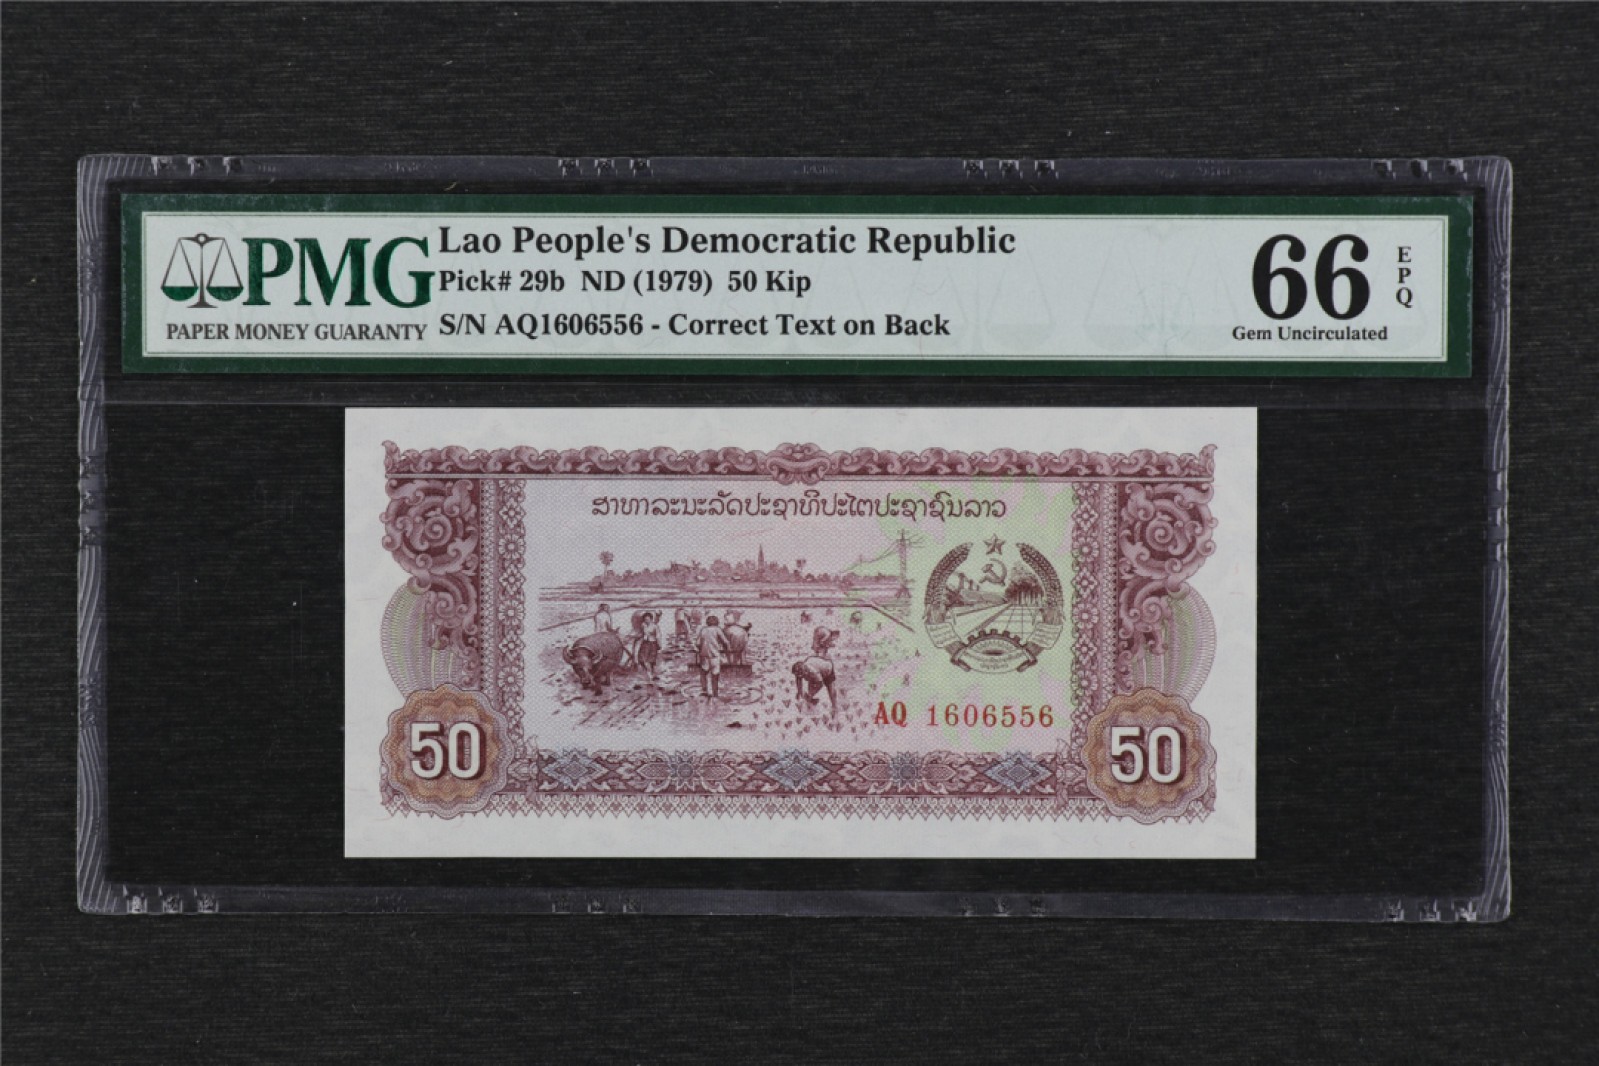 PMG
PAPER MONEY GUARANTY
Lao People's Democratic Republic
Pick# 29b ND (1979) 50 Kip
S/N AQ1606556 - Correct Text on Back
66
EPQ
Gem Uncirculated
ສາທາລະນະລັດປະຊາທິປະໄຕປະຊາຊົນລາວ
AQ 1606556
50
50